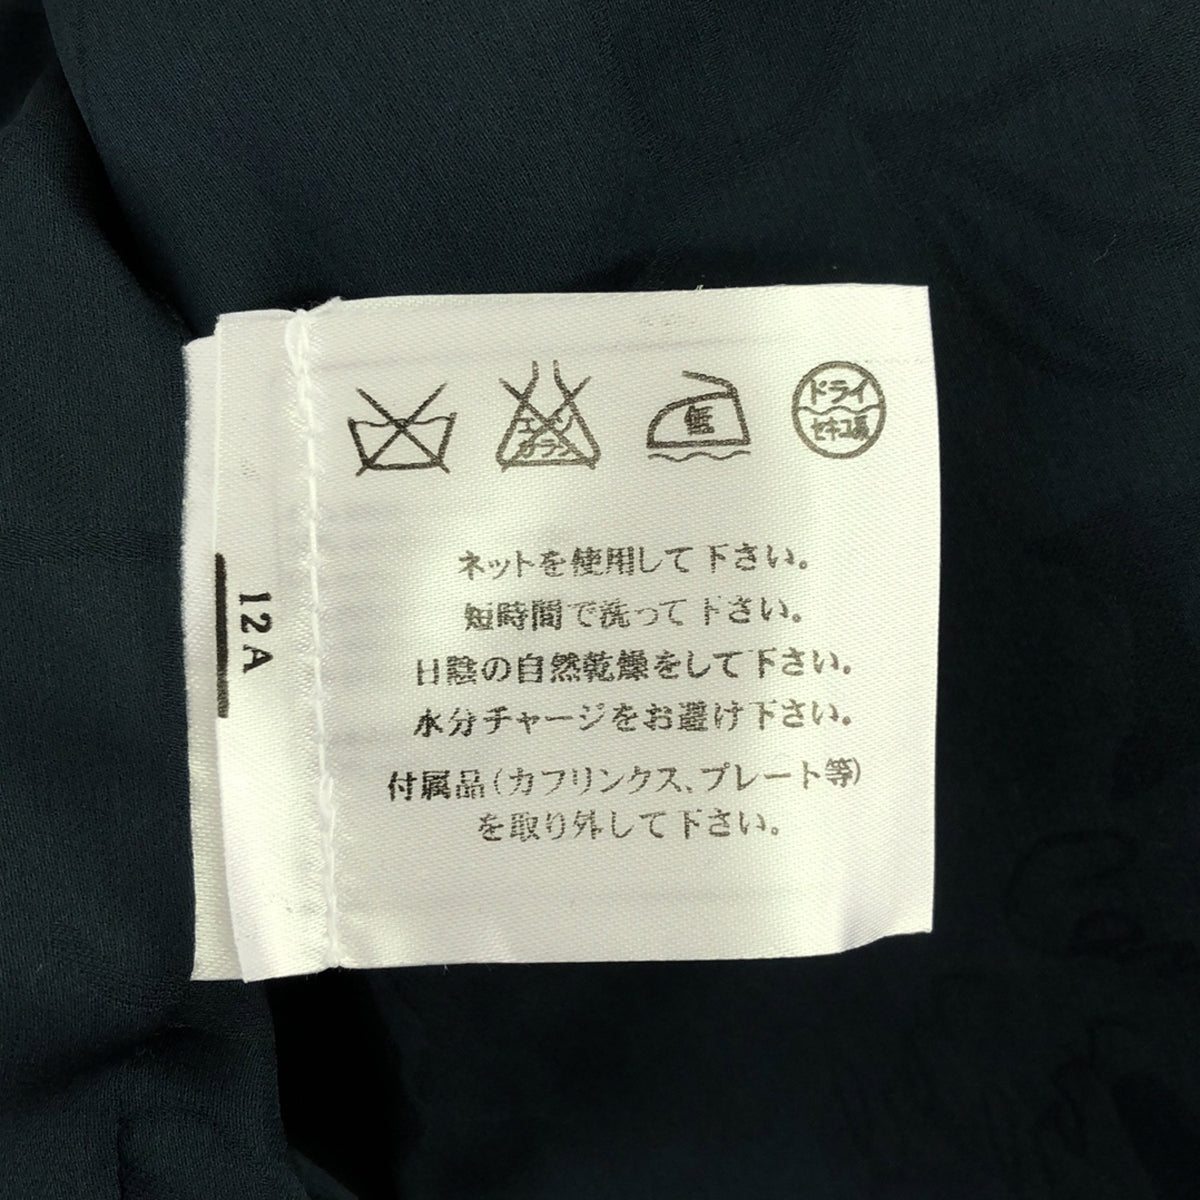 エンソ
サラシ
低
ドライ
セキユ系
ネットを使用して下さい。
短時間で洗って下さい。
日陰の自然乾燥をして下さい。
水分チャージをお避け下さい。
付属品(カフリンクス、プレート等)
を取り外して下さい。
12A